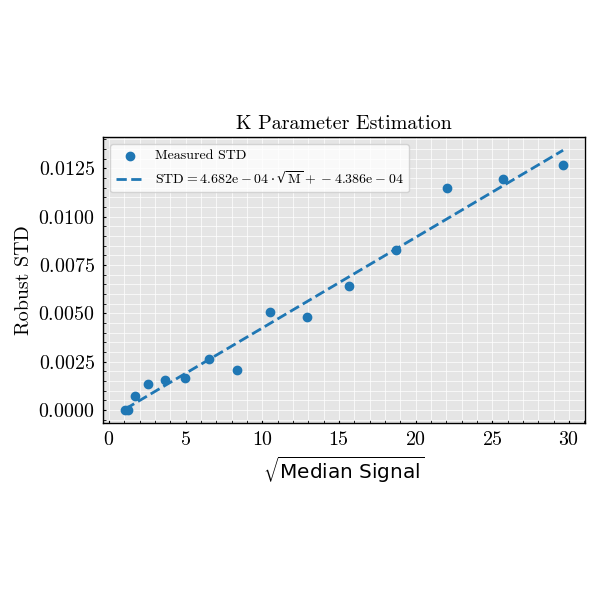 K Parameter Estimation
Measured STD
STD = 4.682e − 04 · √M + −4.386e − 04
Robust STD
0.0125
0.0100
0.0075
0.0050
0.0025
0.0000
0 5 10 15 20 25 30
√Median Signal